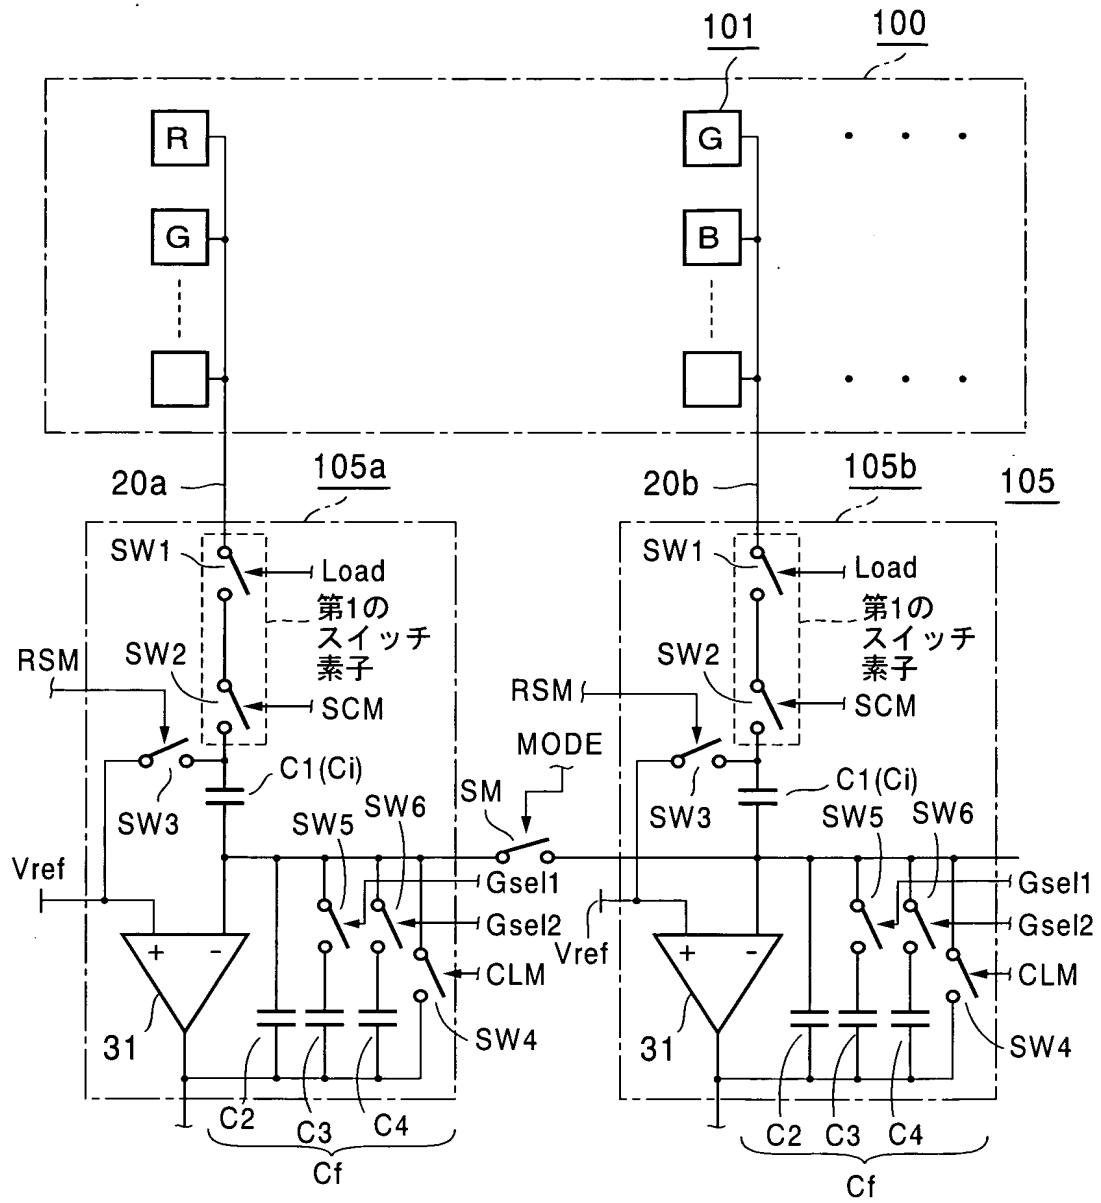 101
100
R
G
G
B
20a
105a
20b
105b
105
SW1
Load
第1の
スイッチ
素子
SW2
SCM
RSM
SW3
C1(Ci)
SW5
SW6
SM
MODE
Vref
Gsel1
Gsel2
CLM
SW4
+
-
31
C2
C3
C4
Cf
SW1
Load
第1の
スイッチ
素子
SW2
SCM
RSM
SW3
C1(Ci)
SW5
SW6
Vref
Gsel1
Gsel2
CLM
SW4
+
-
31
C2
C3
C4
Cf